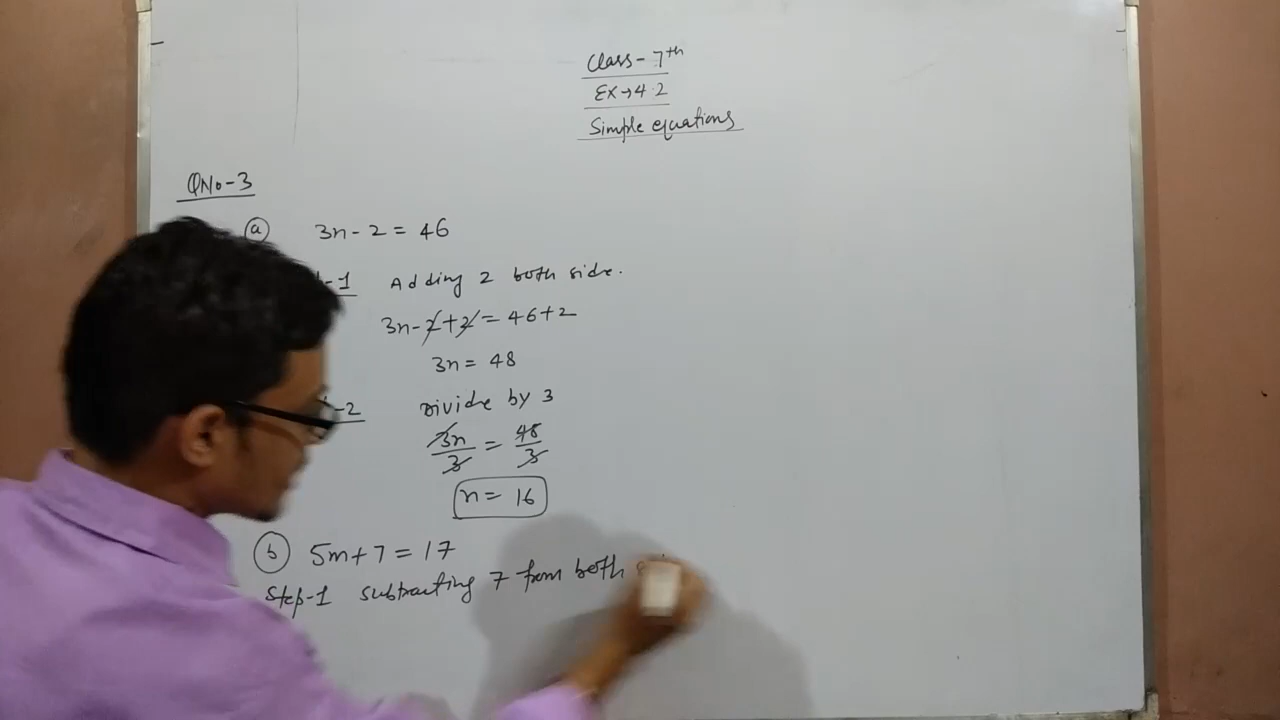 Class - 7th
Ex → 4.2
Simple equations
QNo-3
(a) 3n - 2 = 46
-1 Adding 2 both side.
3n - 2 + 2 = 46 + 2
3n = 48
-2 Divide by 3
3n/3 = 48/3
n = 16
(b) 5m + 7 = 17
Step-1 subtracting 7 from both